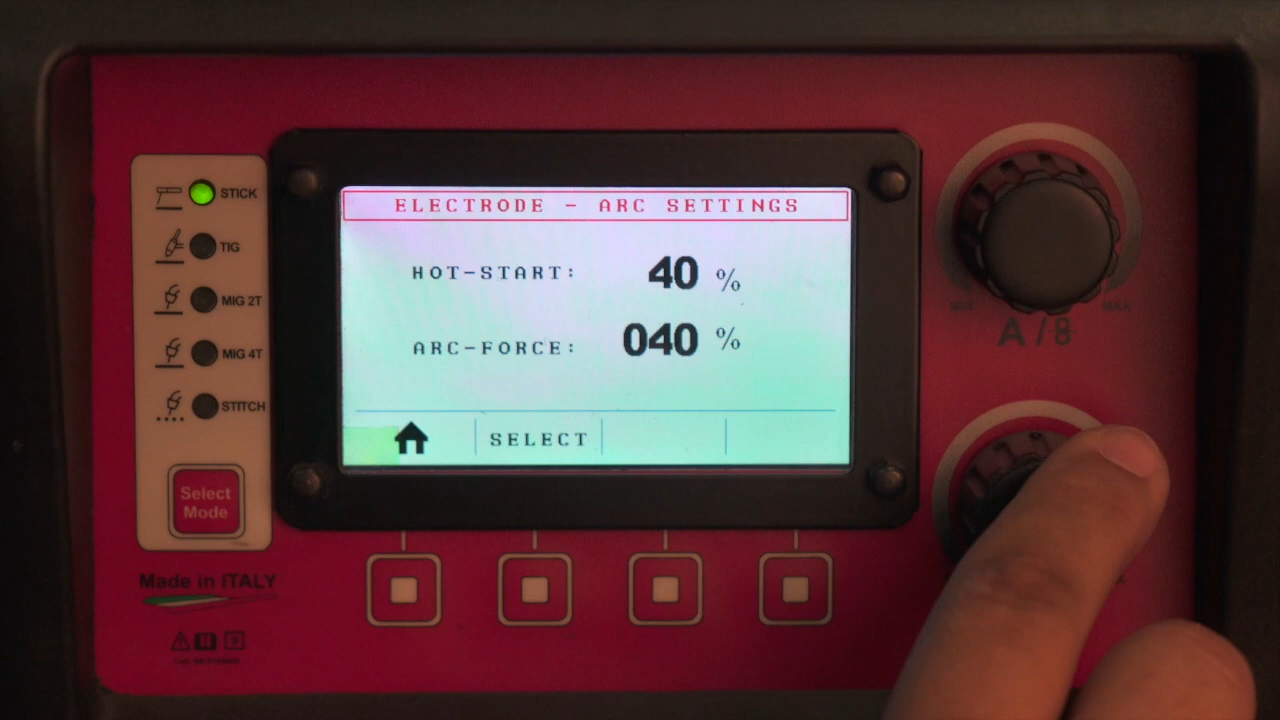 STICK
TIG
MIG 2T
MIG 4T
STITCH
Select
Mode
Made in ITALY
ELECTRODE - ARC SETTINGS
HOT-START: 40 %
ARC-FORCE: 040 %
SELECT
A / 8